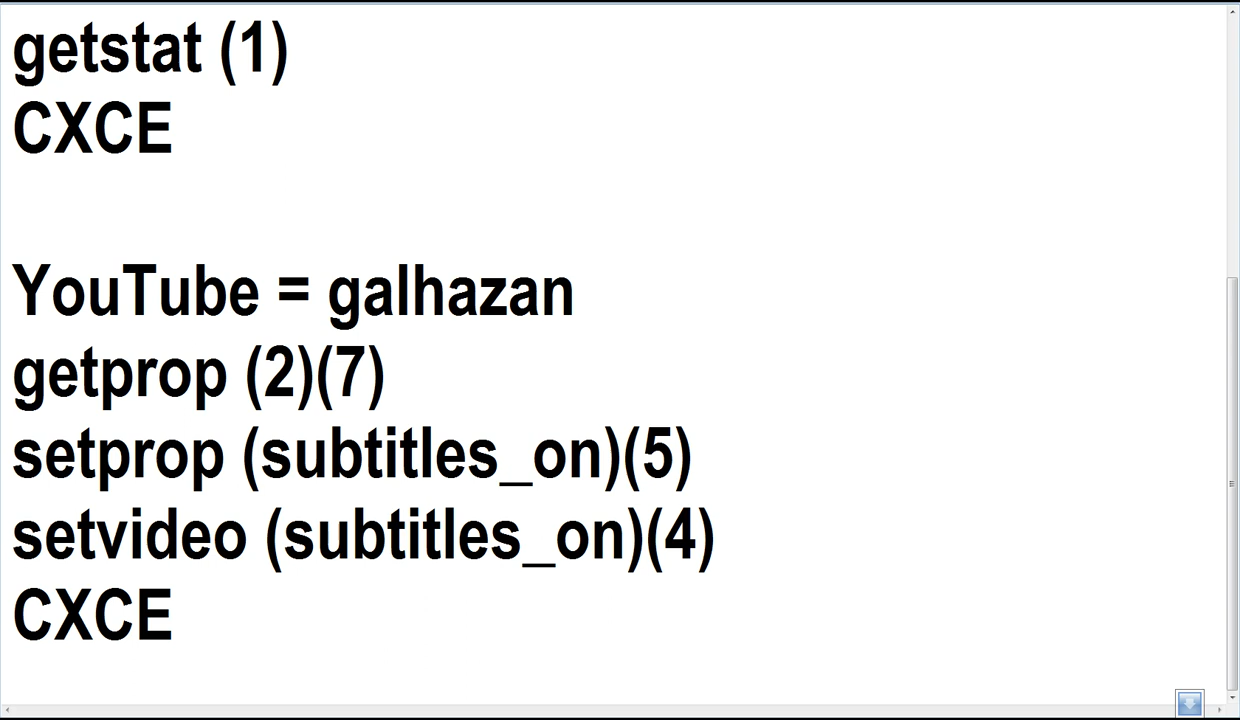 getstat (1)
CXCE
YouTube = galhazan
getprop (2)(7)
setprop (subtitles_on)(5)
setvideo (subtitles_on)(4)
CXCE